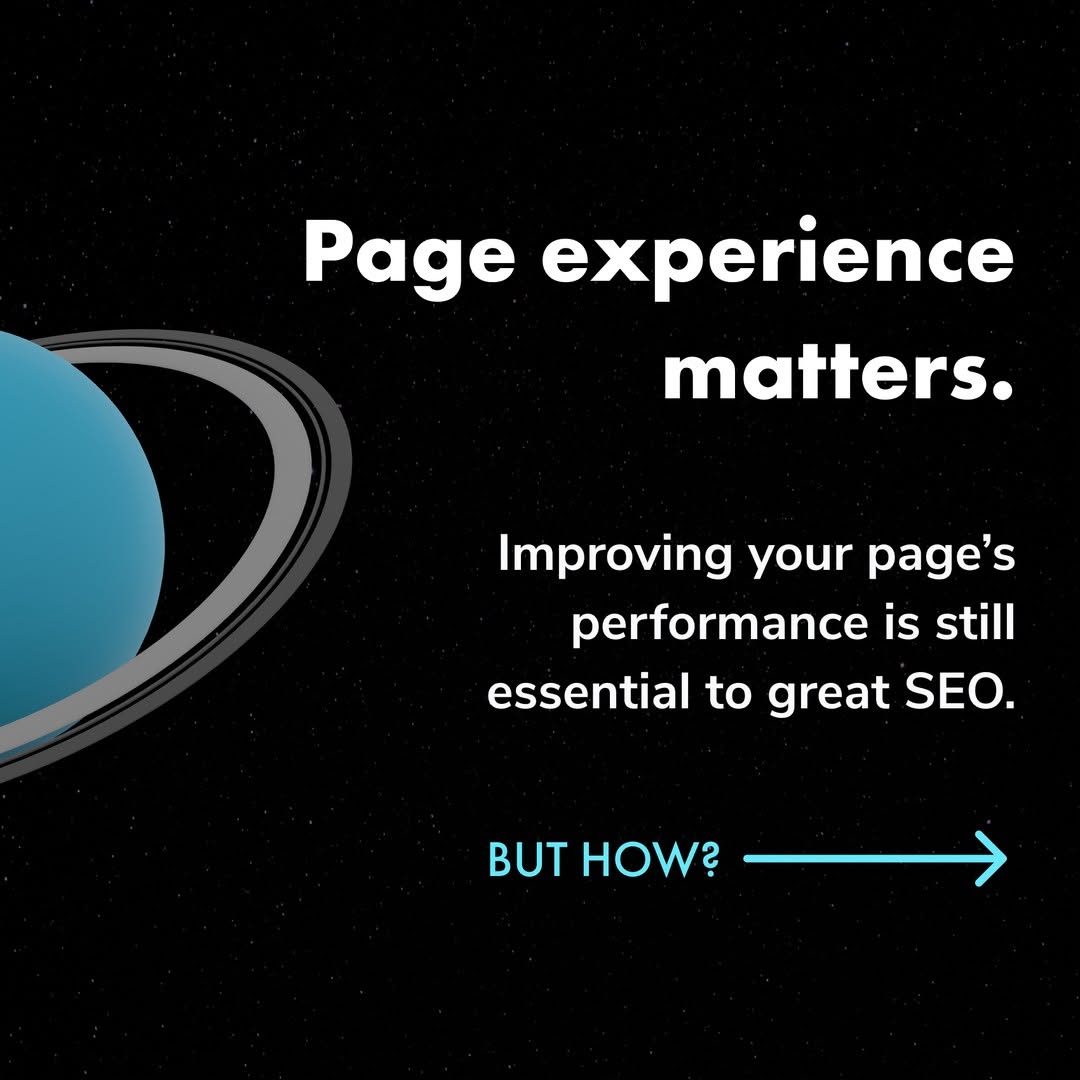 Page experience
matters.
Improving your page’s
performance is still
essential to great SEO.
BUT HOW?